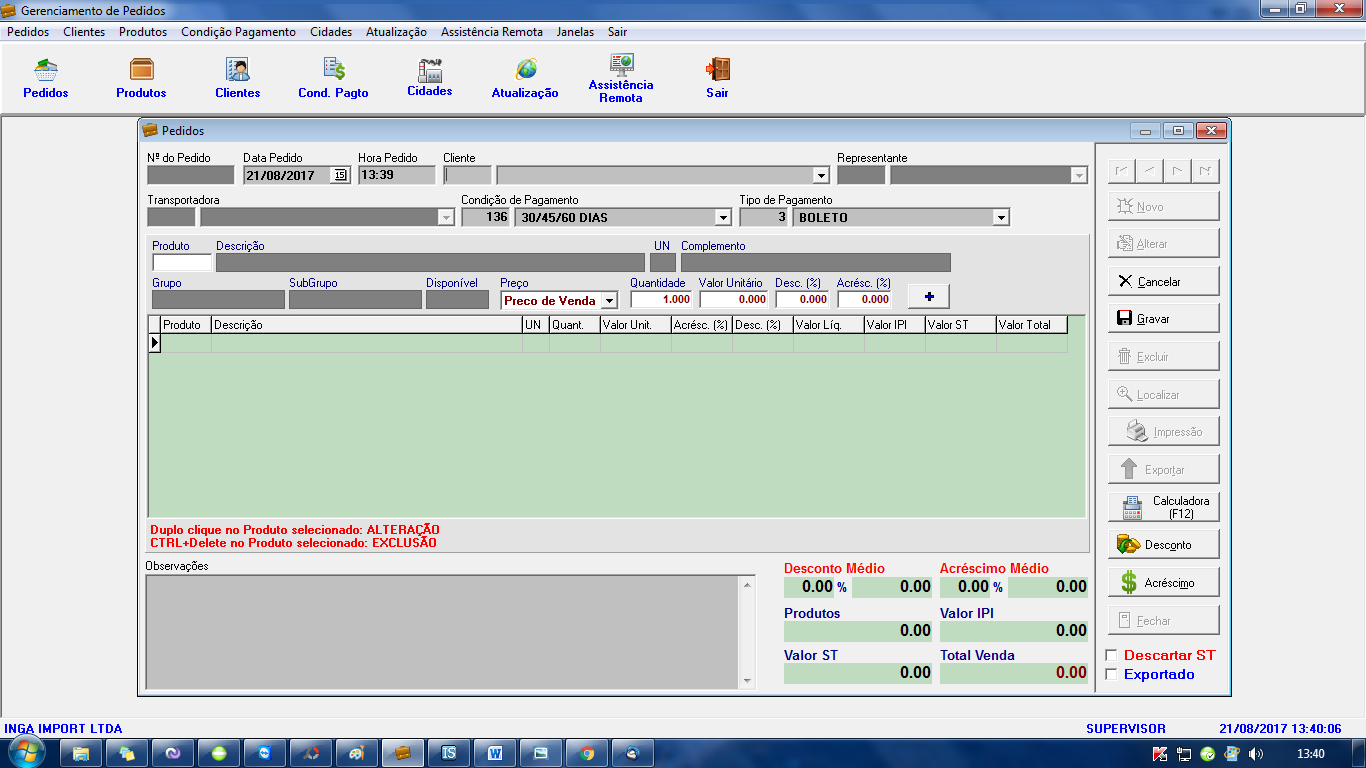 Gerenciamento de Pedidos
Pedidos Clientes Produtos Condição Pagamento Cidades Atualização Assistência Remota Janelas Sair
Pedidos Produtos Clientes Cond. Pagto Cidades Atualização Assistência Remota Sair
Pedidos
Nº do Pedido Data Pedido Hora Pedido Cliente Representante
21/08/2017 15 13:39
Transportadora Condição de Pagamento Tipo de Pagamento
136 30/45/60 DIAS 3 BOLETO
Produto Descrição UN Complemento
Grupo SubGrupo Disponível Preço Quantidade Valor Unitário Desc. (%) Acrésc. (%)
Preco de Venda 1.000 0.000 0.000 0.000 +
Produto Descrição UN Quant. Valor Unit. Acrésc. (%) Desc. (%) Valor Líq. Valor IPI Valor ST Valor Total
Duplo clique no Produto selecionado: ALTERAÇÃO
CTRL+Delete no Produto selecionado: EXCLUSÃO
Observações
Desconto Médio Acréscimo Médio
0.00 % 0.00 0.00 % 0.00
Produtos Valor IPI
0.00 0.00
Valor ST Total Venda
0.00 0.00
Novo
Alterar
Cancelar
Gravar
Excluir
Localizar
Impressão
Exportar
Calculadora
(F12)
Desconto
Acréscimo
Fechar
Descartar ST
Exportado
INGA IMPORT LTDA SUPERVISOR 21/08/2017 13:40:06
13:40